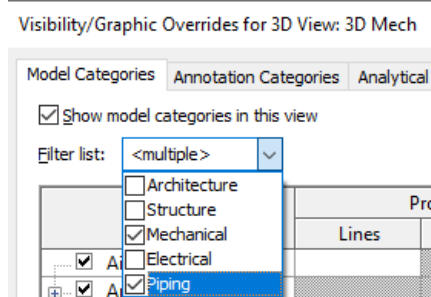 Visibility/Graphic Overrides for 3D View: 3D Mech
Model Categories Annotation Categories Analytical
Show model categories in this view
Filter list: <multiple>
Architecture
Structure
Mechanical
Lines
Electrical
Piping